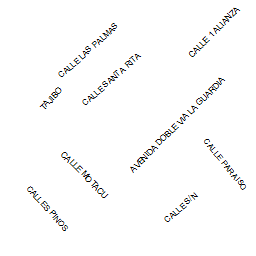 CALLE LAS PALMAS
CALLE 1 ALIANZA
TAJIBO
CALLE SANTA RITA
AVENIDA DOBLE VIA LA GUARDIA
CALLE MOTACU
CALLE PARAISO
CALLES PINOS
CALLE S/N